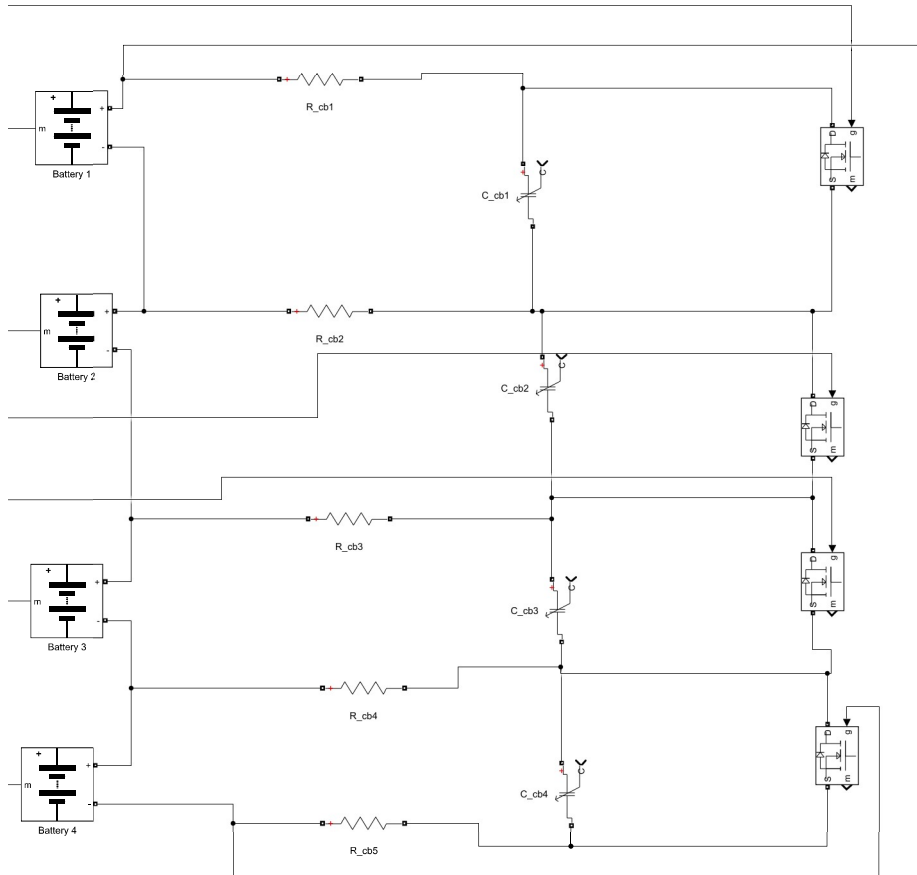 R_cb1
+
+
m
-
Battery 1
D
g
S
m
C
C_cb1
+
+
m
-
Battery 2
R_cb2
C
C_cb2
D
g
S
m
R_cb3
+
+
m
-
Battery 3
C
C_cb3
D
g
S
m
R_cb4
+
+
m
-
Battery 4
C
C_cb4
D
g
S
m
R_cb5